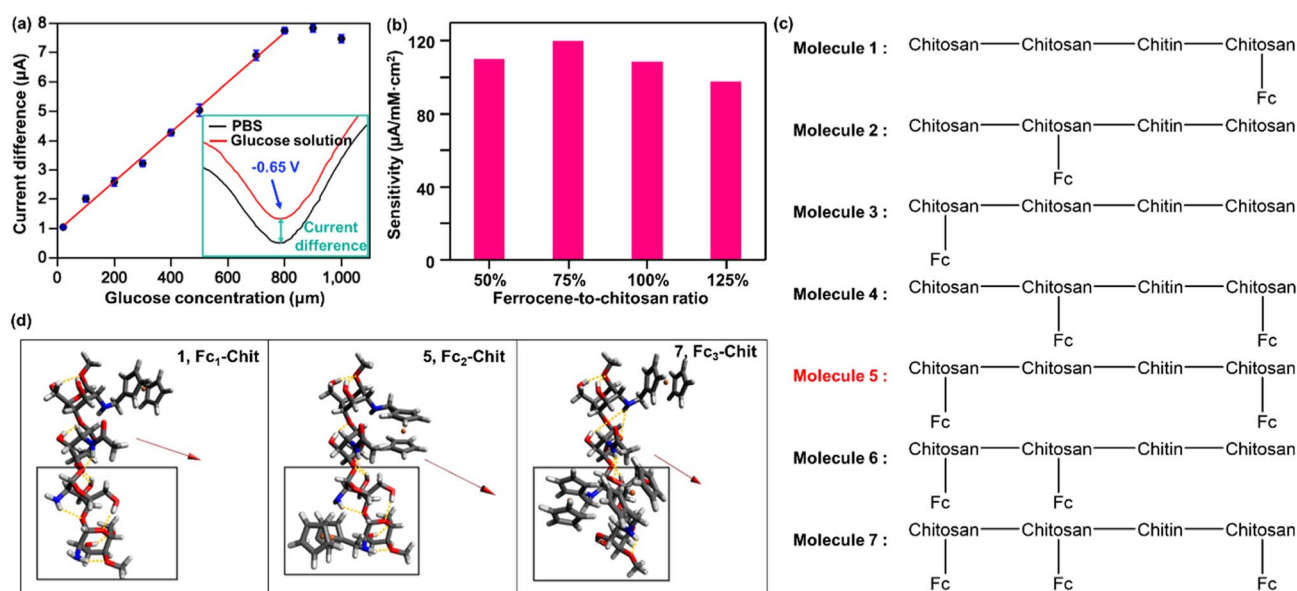 (a)
Current difference (µA)
8
7
6
5
4
3
2
1
0
PBS
Glucose solution
-0.65 V
Current
difference
0
200
400
600
800
1,000
Glucose concentration (µm)
(b)
Sensitivity (µA/mM·cm²)
120
80
40
0
50%
75%
100%
125%
Ferrocene-to-chitosan ratio
(c)
Molecule 1 : Chitosan Chitosan Chitin Chitosan
Fc
Molecule 2 : Chitosan Chitosan Chitin Chitosan
Fc
Molecule 3 : Chitosan Chitosan Chitin Chitosan
Fc
Molecule 4 : Chitosan Chitosan Chitin Chitosan
Fc Fc
Molecule 5 : Chitosan Chitosan Chitin Chitosan
Fc Fc
Molecule 6 : Chitosan Chitosan Chitin Chitosan
Fc Fc
Molecule 7 : Chitosan Chitosan Chitin Chitosan
Fc Fc Fc
(d)
1, Fc₁-Chit
5, Fc₂-Chit
7, Fc₃-Chit